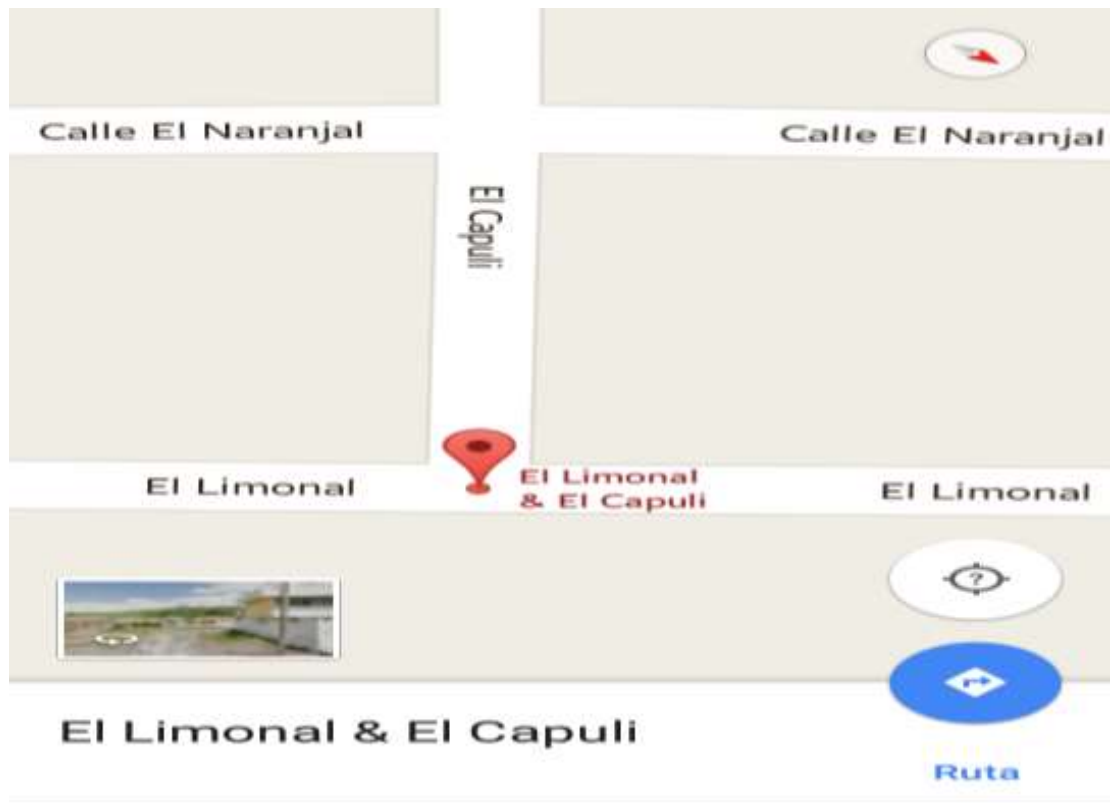 Calle El Naranjal
Calle El Naranjal
El Capuli
El Limonal
& El Capuli
El Limonal
El Limonal
?
El Limonal & El Capuli
Ruta